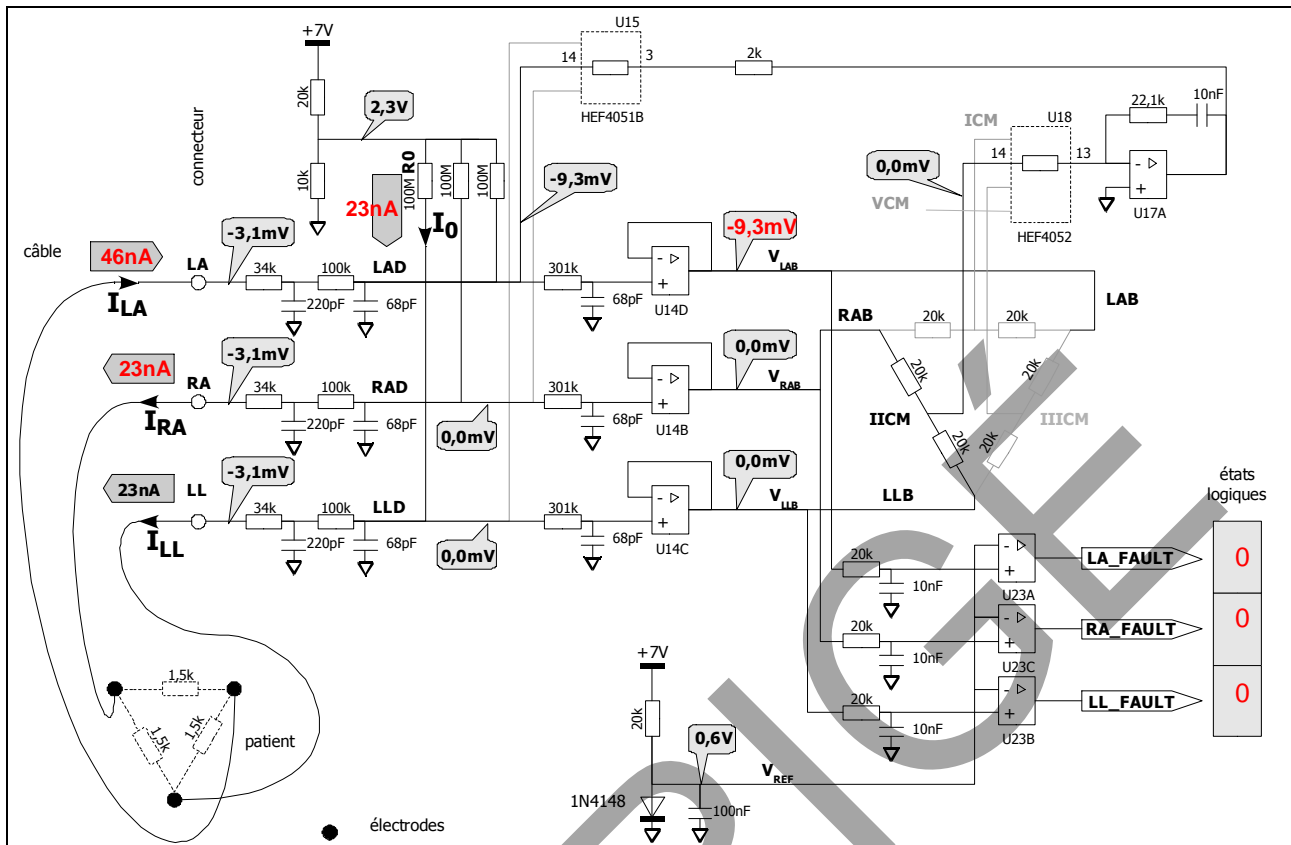 +7V
U15
14
3
2k
HEF4051B
20k
2,3V
connecteur
10k
R0
100M
100M
100M
23nA
I0
-9,3mV
22,1k
10nF
ICM
U18
0,0mV
14
13
VCM
HEF4052
U17A
câble
46nA
ILA
LA
-3,1mV
34k
100k
LAD
220pF
68pF
301k
68pF
U14D
-9,3mV
VLAB
LAB
RAB
20k
20k
23nA
IRA
RA
-3,1mV
34k
100k
RAD
220pF
68pF
0,0mV
301k
68pF
U14B
0,0mV
VRAB
20k
20k
IICM
IIICM
20k
20k
23nA
ILL
LL
-3,1mV
34k
100k
LLD
220pF
68pF
0,0mV
301k
68pF
U14C
0,0mV
VLLB
LLB
états
logiques
20k
10nF
U23A
LA_FAULT
0
20k
10nF
U23C
RA_FAULT
0
20k
10nF
U23B
LL_FAULT
0
+7V
20k
0,6V
VREF
1N4148
100nF
1,5k
1,5k
1,5k
patient
électrodes
RIGÉ